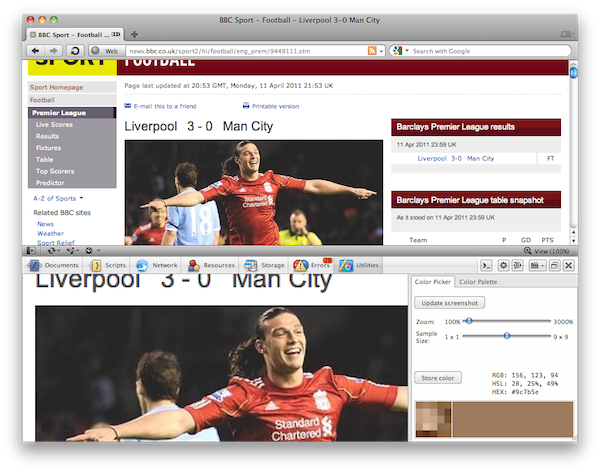 BBC Sport - Football - Liverpool 3-0 Man City
BBC Sport - Football ...
Web
news.bbc.co.uk/sport2/hi/football/eng_prem/9449111.stm
Search with Google
SPORT
FOOTBALL
Page last updated at 20:53 GMT, Monday, 11 April 2011 21:53 UK
E-mail this to a friend
Printable version
Sport Homepage
Football
Premier League
Live Scores
Results
Fixtures
Table
Top Scorers
Predictor
A-Z of Sports
Related BBC sites
News
Weather
Sport Relief
Liverpool 3 - 0 Man City
18
Standard
Chartered
Barclays Premier League results
11 Apr 2011 23:59 UK
Liverpool 3-0 Man City FT
Barclays Premier League table snapshot
As it stood on 11 Apr 2011 23:59 UK
Team P GD PTS
View (100%)
Documents
Scripts
Network
Resources
Storage
Errors
Utilities
Liverpool 3 - 0 Man City
Standard
Chartered
Color Picker
Color Palette
Update screenshot
Zoom: 100% 3000%
Sample
Size: 1 x 1 9 x 9
Store color
RGB: 156, 123, 94
HSL: 28, 25%, 49%
HEX: #9c7b5e